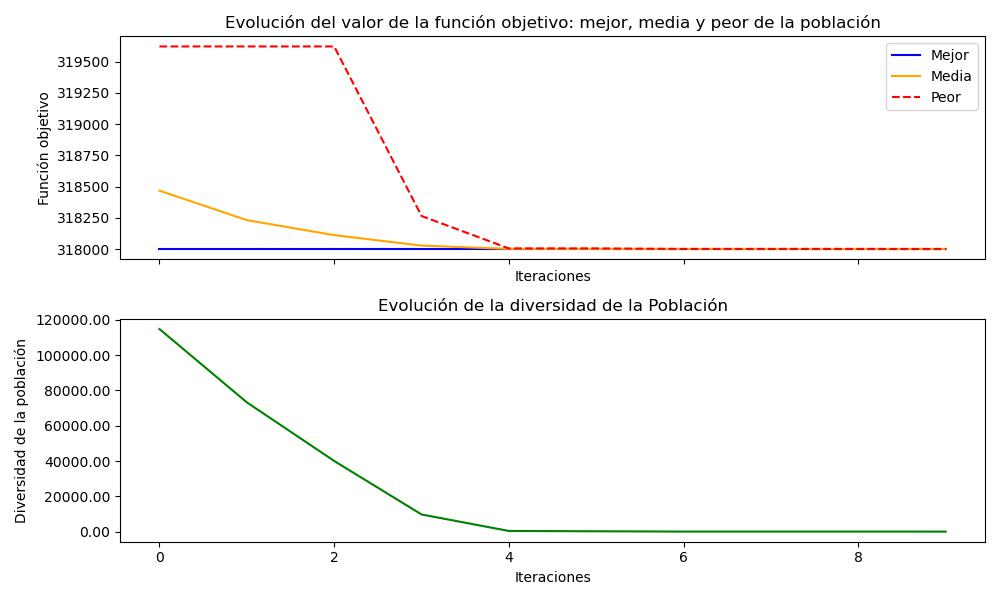 Evolución del valor de la función objetivo: mejor, media y peor de la población
Función objetivo
319500
319250
319000
318750
318500
318250
318000
Mejor
Media
Peor
Iteraciones
Evolución de la diversidad de la Población
Diversidad de la población
120000.00
100000.00
80000.00
60000.00
40000.00
20000.00
0.00
0 2 4 6 8
Iteraciones